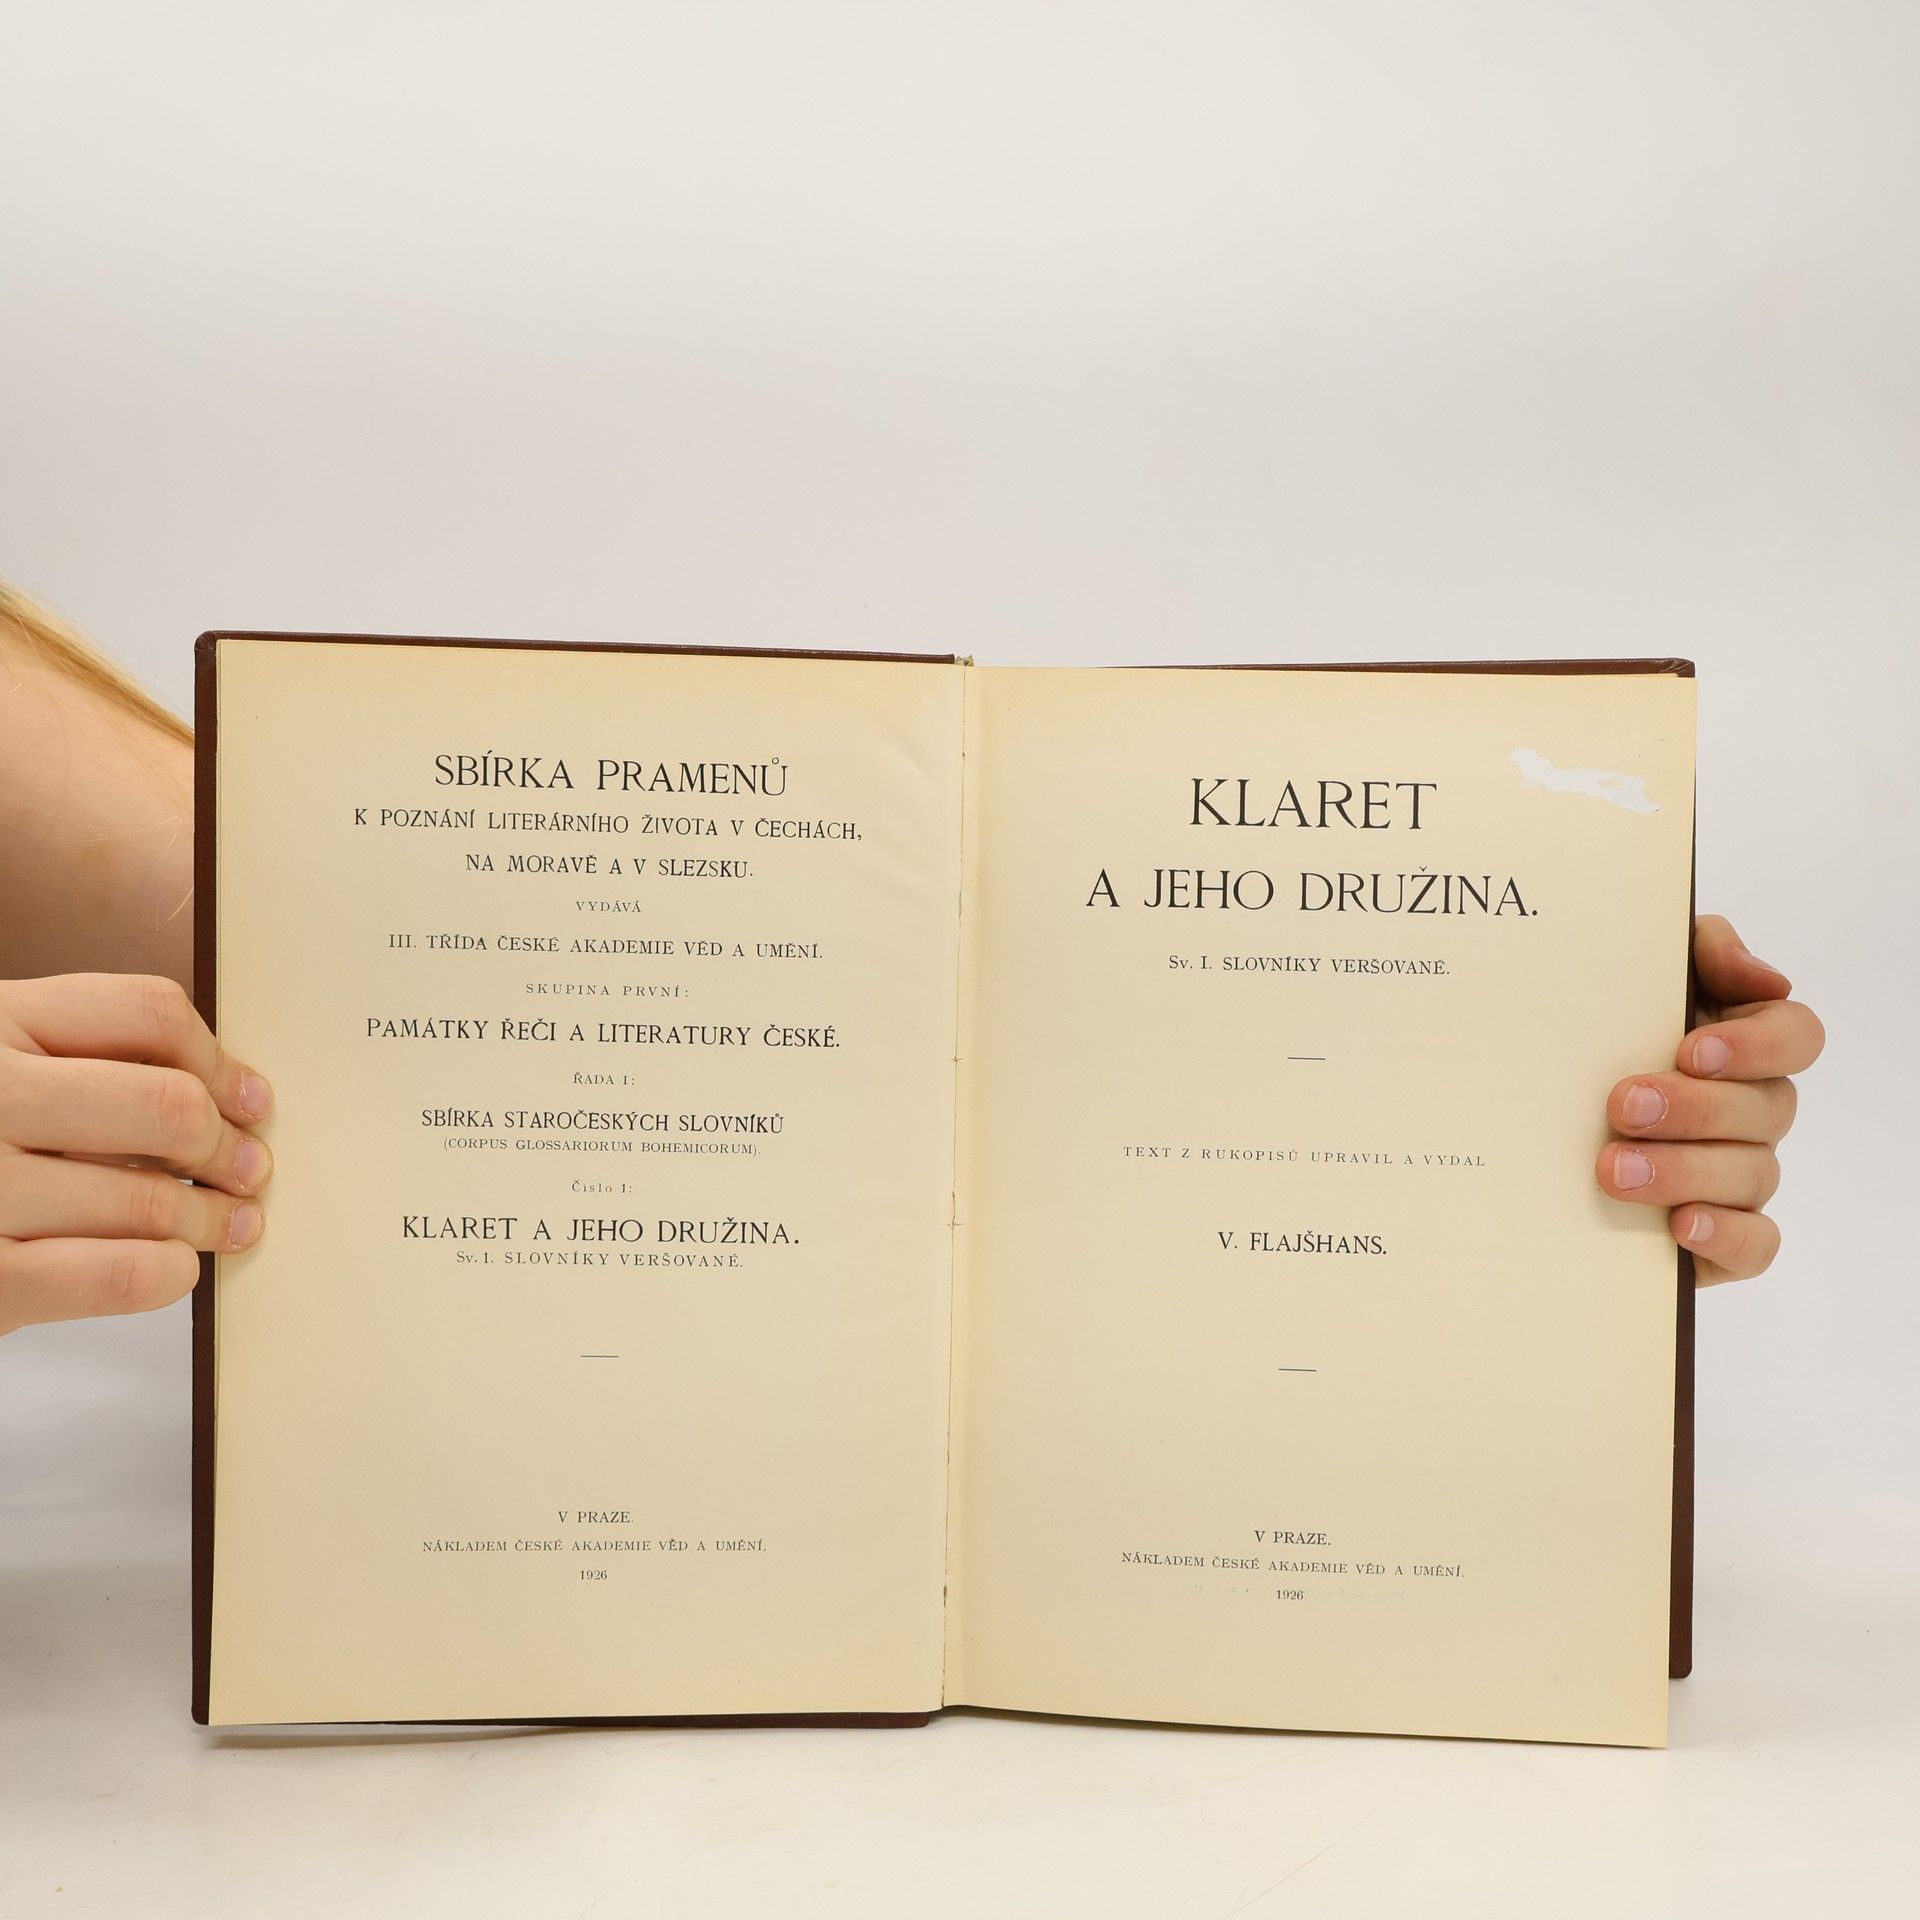 SBÍRKA PRAMENŮ
K POZNÁNÍ LITERÁRNÍHO ŽIVOTA V ČECHÁCH,
NA MORAVĚ A V SLEZSKU.
VYDÁVÁ
III. TŘÍDA ČESKÉ AKADEMIE VĚD A UMĚNÍ.
SKUPINA PRVNÍ:
PAMÁTKY ŘEČI A LITERATURY ČESKÉ.
ŘADA I:
SBÍRKA STAROČESKÝCH SLOVNÍKŮ
(CORPUS GLOSSARIORUM BOHEMICORUM).
Číslo 1:
KLARET A JEHO DRUŽINA.
Sv. 1. SLOVNÍKY VERŠOVANÉ.
V PRAZE.
NÁKLADEM ČESKÉ AKADEMIE VĚD A UMĚNÍ.
1926
KLARET
A JEHO DRUŽINA.
Sv. I. SLOVNÍKY VERŠOVANÉ.
TEXT Z RUKOPISŮ UPRAVIL A VYDAL
V. FLAJŠHANS.
V PRAZE.
NÁKLADEM ČESKÉ AKADEMIE VĚD A UMĚNÍ.
1926.